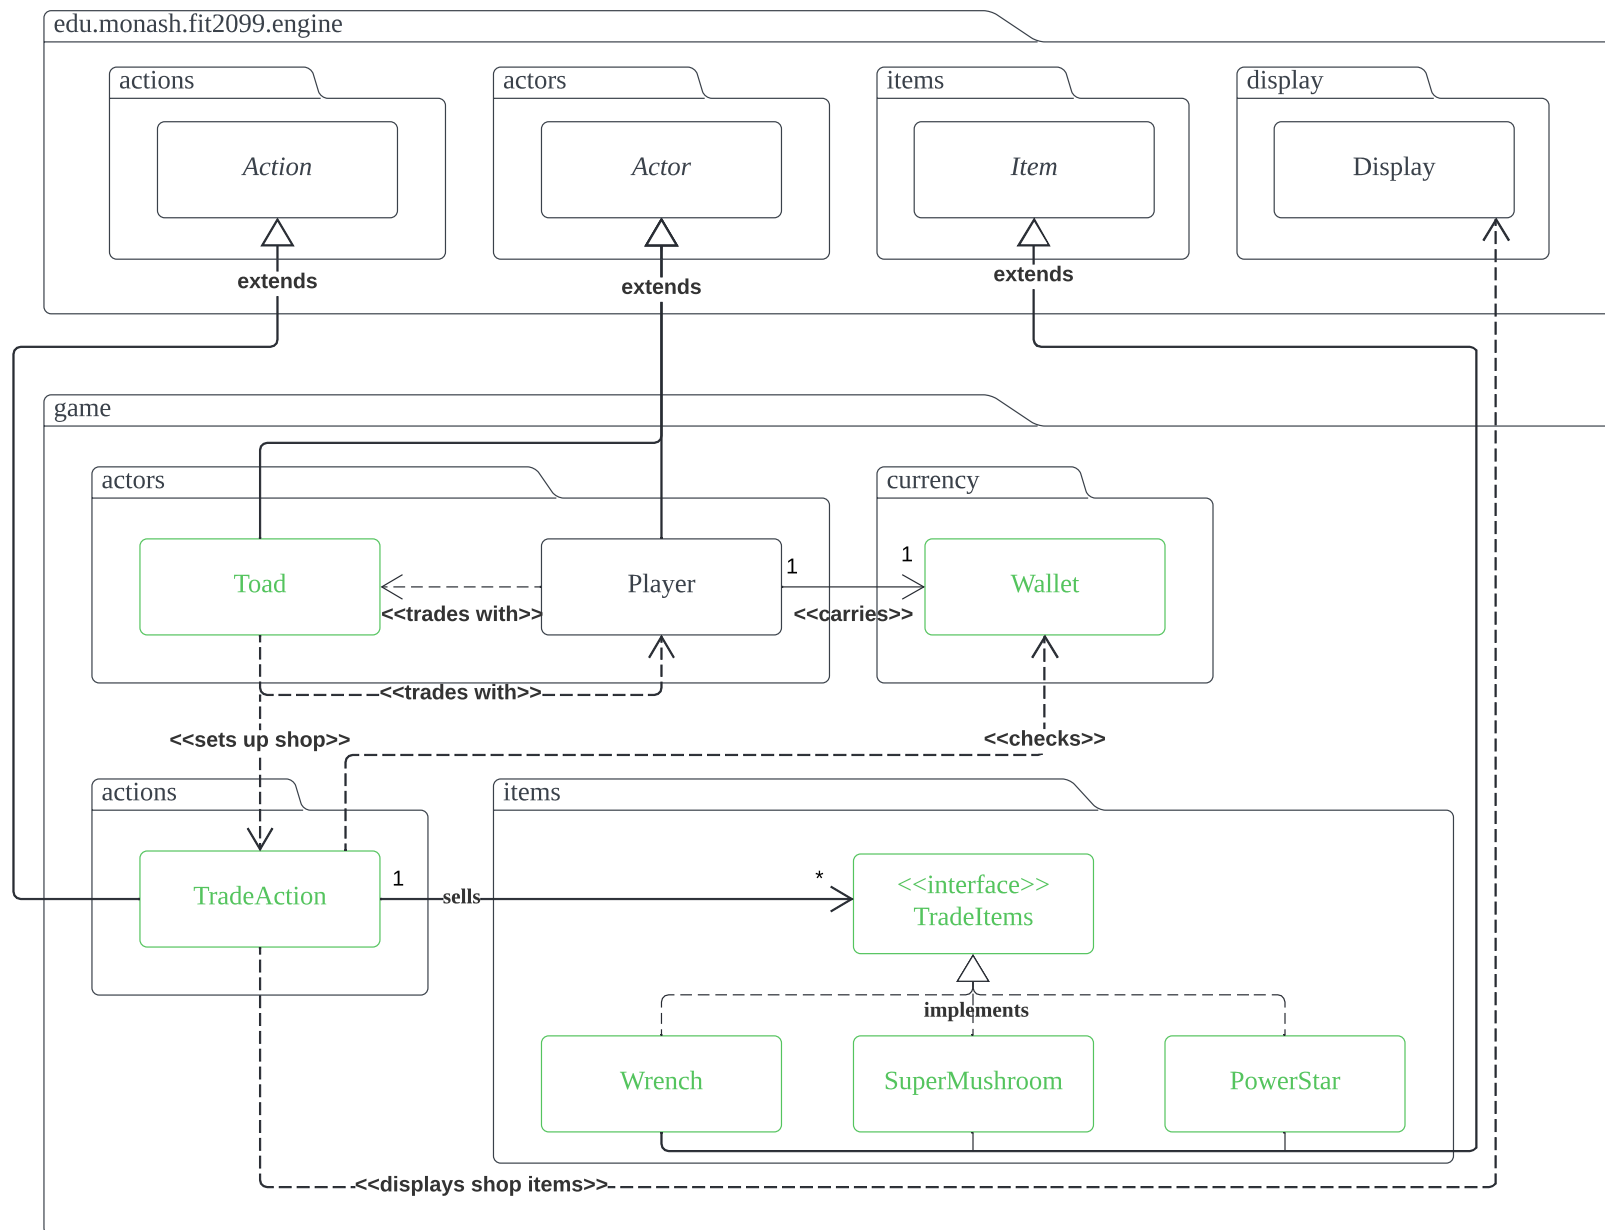 edu.monash.fit2099.engine
actions
actors
items
display
Action
Actor
Item
Display
extends
extends
extends
game
actors
currency
Toad
Player
Wallet
1
1
<<trades with>>
<<carries>>
<<trades with>>
<<sets up shop>>
<<checks>>
actions
items
TradeAction
1
sells
*
<<interface>>
TradeItems
implements
Wrench
SuperMushroom
PowerStar
<<displays shop items>>